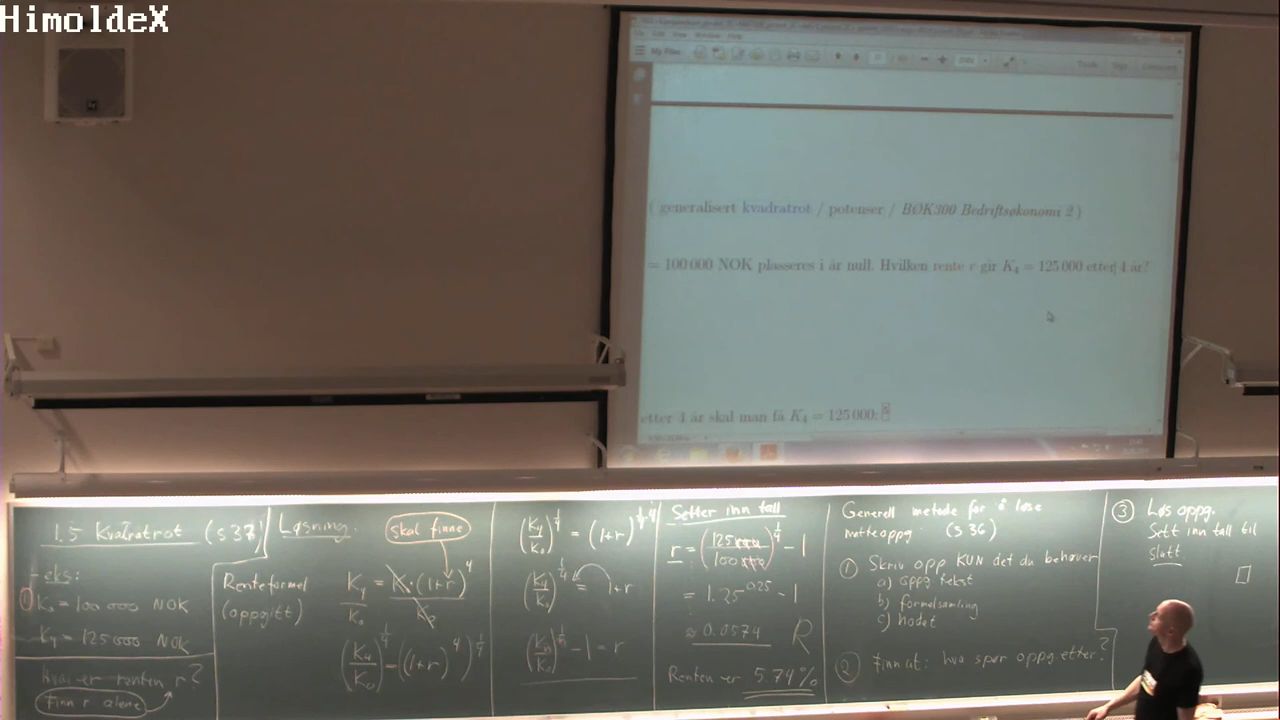 HimoldeX
My Files
( generalisert kvadratrot / potenser / BØK300 Bedriftsøkonomi 2 )
= 100 000 NOK plasseres i år null. Hvilken rente r gir K₄ = 125 000 etter 4 år?
etter 4 år skal man få K₄ = 125 000:
1.5 Kvadratrot (s 37)
eks:
K₀ = 100 000 NOK
K₄ = 125 000 NOK
Hva er renten r?
Finn r alene
Løsning.
skal finne
Renteformel
(oppgitt)
K₄/K₀ = K₀·(1+r)⁴/K₀
(K₄/K₀)^¼ = ((1+r)⁴)^¼
(K₄/K₀)^¼ = (1+r)^¼·⁴
(K₄/K₀)^¼ = 1+r
− 1 = r
Setter inn tall
r = (125 000/100 000)^¼ − 1
= 1.25^0.25 − 1
≈ 0.0574
R
Renten er 5.74%
Generell metode for å løse
matteoppg. (s 36)
① Skriv opp KUN det du behøver
a) oppg tekst
b) formelsamling
c) hodet
② Finn ut: hva spør oppg etter?
③ Løs oppg.
Sett inn tall til
slutt